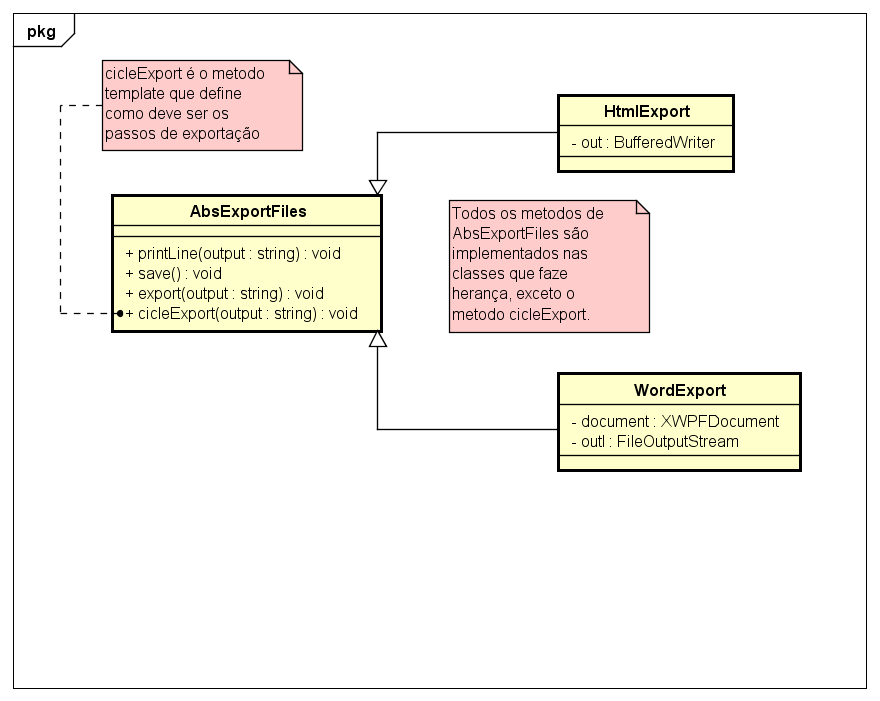 pkg
cicleExport é o metodo
template que define
como deve ser os
passos de exportação
HtmlExport
- out : BufferedWriter
AbsExportFiles
+ printLine(output : string) : void
+ save() : void
+ export(output : string) : void
+ cicleExport(output : string) : void
Todos os metodos de
AbsExportFiles são
implementados nas
classes que faze
herança, exceto o
metodo cicleExport.
WordExport
- document : XWPFDocument
- outI : FileOutputStream